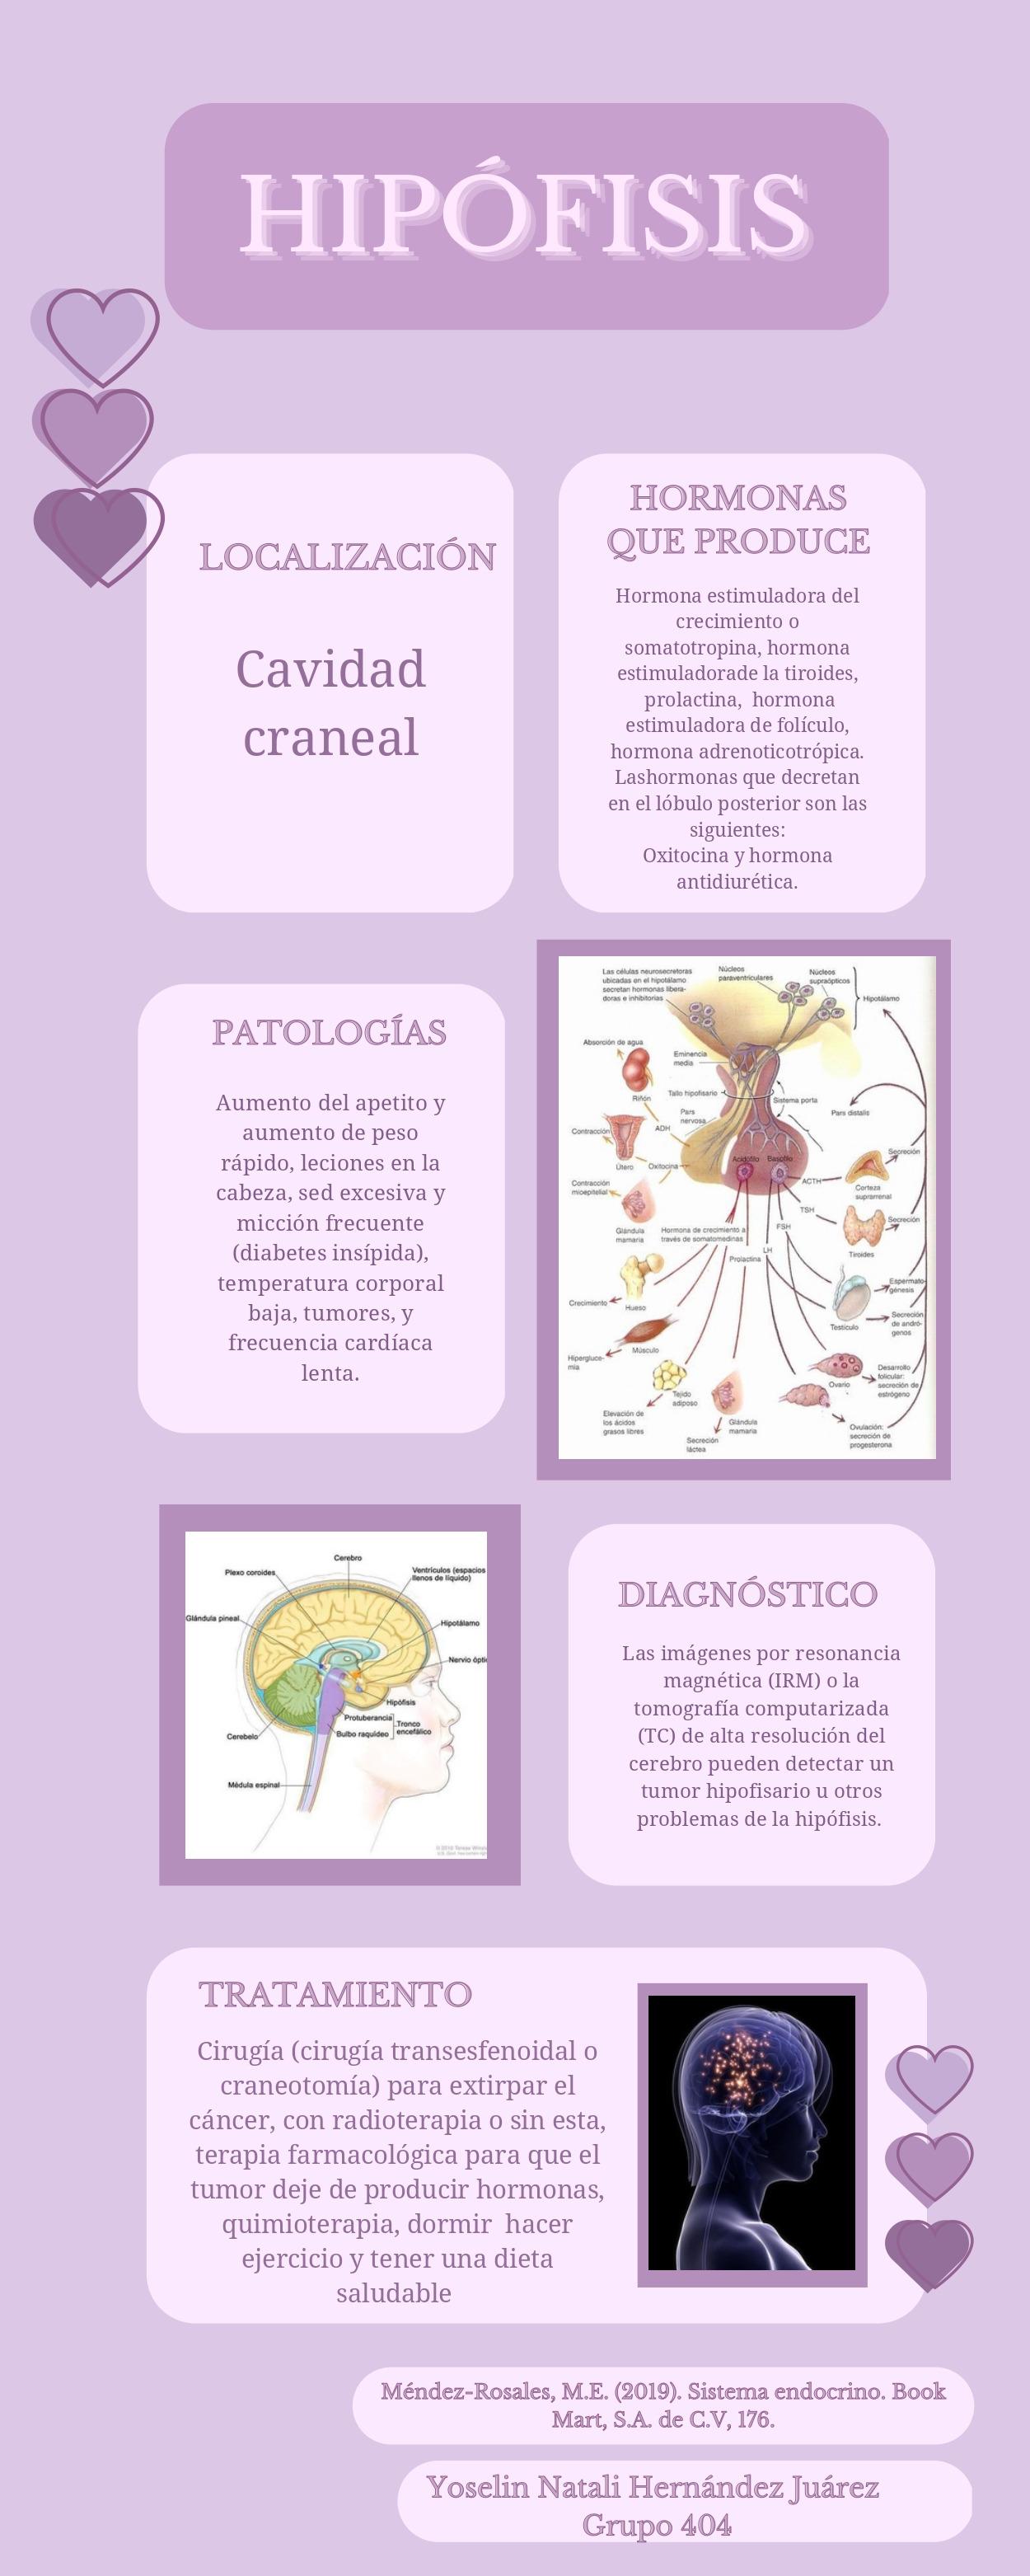 HIPÓFISIS
LOCALIZACIÓN
Cavidad
craneal
HORMONAS
QUE PRODUCE
Hormona estimuladora del
crecimiento o
somatotropina, hormona
estimuladorade la tiroides,
prolactina,  hormona
estimuladora de folículo,
hormona adrenoticotrópica.
Lashormonas que decretan
en el lóbulo posterior son las
siguientes:
Oxitocina y hormona
antidiurética.
PATOLOGÍAS
Aumento del apetito y
aumento de peso
rápido, leciones en la
cabeza, sed excesiva y
micción frecuente
(diabetes insípida),
temperatura corporal
baja, tumores, y
frecuencia cardíaca
lenta.
Las células neurosecretoras
ubicadas en el hipotálamo
secretan hormonas libera-
doras e inhibitorias
Núcleos
paraventriculares
Núcleos
supraópticos
Hipotálamo
Absorción de agua
Eminencia
media
Riñón
Tallo hipofisario
Sistema porta
Pars distalis
Pars
nervosa
ADH
Contracción
Útero
Oxitocina
Acidófilo
Basófilo
Secreción
ACTH
Corteza
suprarrenal
Contracción
mioepitelial
TSH
Secreción
Glándula
mamaria
Hormona de crecimiento a
través de somatomedinas
FSH
LH
Tiroides
Prolactina
Espermato-
génesis
Crecimiento
Hueso
Testículo
Secreción
de andró-
genos
Músculo
Hipergluce-
mia
Ovario
Desarrollo
folicular:
secreción de
estrógeno
Tejido
adiposo
Elevación de
los ácidos
grasos libres
Glándula
mamaria
Secreción
láctea
Ovulación:
secreción de
progesterona
Cerebro
Plexo coroides
Ventrículos (espacios
llenos de líquido)
Glándula pineal
Hipotálamo
Nervio ópti
Hipófisis
Protuberancia
Bulbo raquídeo
Tronco
encefálico
Cerebelo
Médula espinal
DIAGNÓSTICO
Las imágenes por resonancia
magnética (IRM) o la
tomografía computarizada
(TC) de alta resolución del
cerebro pueden detectar un
tumor hipofisario u otros
problemas de la hipófisis.
TRATAMIENTO
Cirugía (cirugía transesfenoidal o
craneotomía) para extirpar el
cáncer, con radioterapia o sin esta,
terapia farmacológica para que el
tumor deje de producir hormonas,
quimioterapia, dormir  hacer
ejercicio y tener una dieta
saludable
Méndez-Rosales, M.E. (2019). Sistema endocrino. Book
Mart, S.A. de C.V, 176.
Yoselin Natali Hernández Juárez
Grupo 404